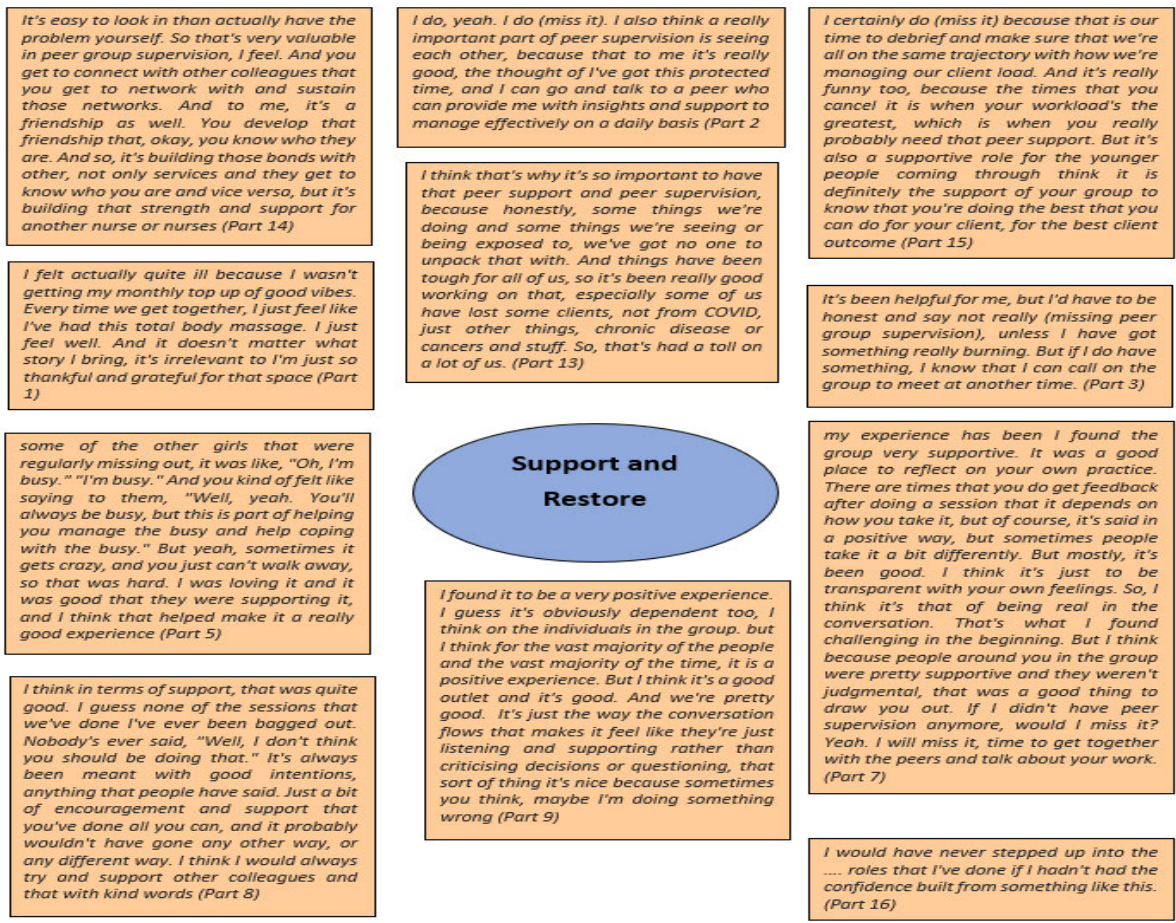 It's easy to look in than actually have the
problem yourself. So that's very valuable
in peer group supervision, I feel. And you
get to connect with other colleagues that
you get to network with and sustain
those networks. And to me, it's a
friendship as well. You develop that
friendship that, okay, you know who they
are. And so, it's building those bonds with
other, not only services and they get to
know who you are and vice versa, but it's
building that strength and support for
another nurse or nurses (Part 14)
I felt actually quite ill because I wasn't
getting my monthly top up of good vibes.
Every time we get together, I just feel like
I've had this total body massage. I just
feel well. And it doesn't matter what
story I bring, it's irrelevant to I'm just so
thankful and grateful for that space (Part
1)
some of the other girls that were
regularly missing out, it was like, "Oh, I'm
busy." "I'm busy." And you kind of felt like
saying to them, "Well, yeah. You'll
always be busy, but this is part of helping
you manage the busy and help coping
with the busy." But yeah, sometimes it
gets crazy, and you just can't walk away,
so that was hard. I was loving it and it
was good that they were supporting it,
and I think that helped make it a really
good experience (Part 5)
I think in terms of support, that was quite
good. I guess none of the sessions that
we've done I've ever been bagged out.
Nobody's ever said, "Well, I don't think
you should be doing that." It's always
been meant with good intentions,
anything that people have said. Just a bit
of encouragement and support that
you've done all you can, and it probably
wouldn't have gone any other way, or
any different way. I think I would always
try and support other colleagues and
that with kind words (Part 8)
I do, yeah. I do (miss it). I also think a really
important part of peer supervision is seeing
each other, because that to me it's really
good, the thought of I've got this protected
time, and I can go and talk to a peer who
can provide me with insights and support to
manage effectively on a daily basis (Part 2
I think that's why it's so important to have
that peer support and peer supervision,
because honestly, some things we're
doing and some things we're seeing or
being exposed to, we've got no one to
unpack that with. And things have been
tough for all of us, so it's been really good
working on that, especially some of us
have lost some clients, not from COVID,
just other things, chronic disease or
cancers and stuff. So, that's had a toll on
a lot of us. (Part 13)
Support and
Restore
I found it to be a very positive experience.
I guess it's obviously dependent too, I
think on the individuals in the group. but
I think for the vast majority of the people
and the vast majority of the time, it is a
positive experience. But I think it's a good
outlet and it's good. And we're pretty
good. It's just the way the conversation
flows that makes it feel like they're just
listening and supporting rather than
criticising decisions or questioning, that
sort of thing it's nice because sometimes
you think, maybe I'm doing something
wrong (Part 9)
I certainly do (miss it) because that is our
time to debrief and make sure that we're
all on the same trajectory with how we're
managing our client load. And it's really
funny too, because the times that you
cancel it is when your workload's the
greatest, which is when you really
probably need that peer support. But it's
also a supportive role for the younger
people coming through think it is
definitely the support of your group to
know that you're doing the best that you
can do for your client, for the best client
outcome (Part 15)
It's been helpful for me, but I'd have to be
honest and say not really (missing peer
group supervision), unless I have got
something really burning. But if I do have
something, I know that I can call on the
group to meet at another time. (Part 3)
my experience has been I found the
group very supportive. It was a good
place to reflect on your own practice.
There are times that you do get feedback
after doing a session that it depends on
how you take it, but of course, it's said in
a positive way, but sometimes people
take it a bit differently. But mostly, it's
been good. I think it's just to be
transparent with your own feelings. So, I
think it's that of being real in the
conversation. That's what I found
challenging in the beginning. But I think
because people around you in the group
were pretty supportive and they weren't
judgmental, that was a good thing to
draw you out. If I didn't have peer
supervision anymore, would I miss it?
Yeah. I will miss it, time to get together
with the peers and talk about your work.
(Part 7)
I would have never stepped up into the
.... roles that I've done if I hadn't had the
confidence built from something like this.
(Part 16)